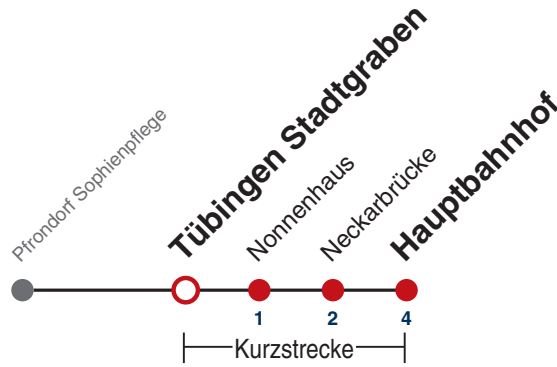 Pfrondorf Sophienpflege
Tübingen Stadtgraben
Nonnenhaus
Neckarbrücke
Hauptbahnhof
1 2 4
Kurzstrecke